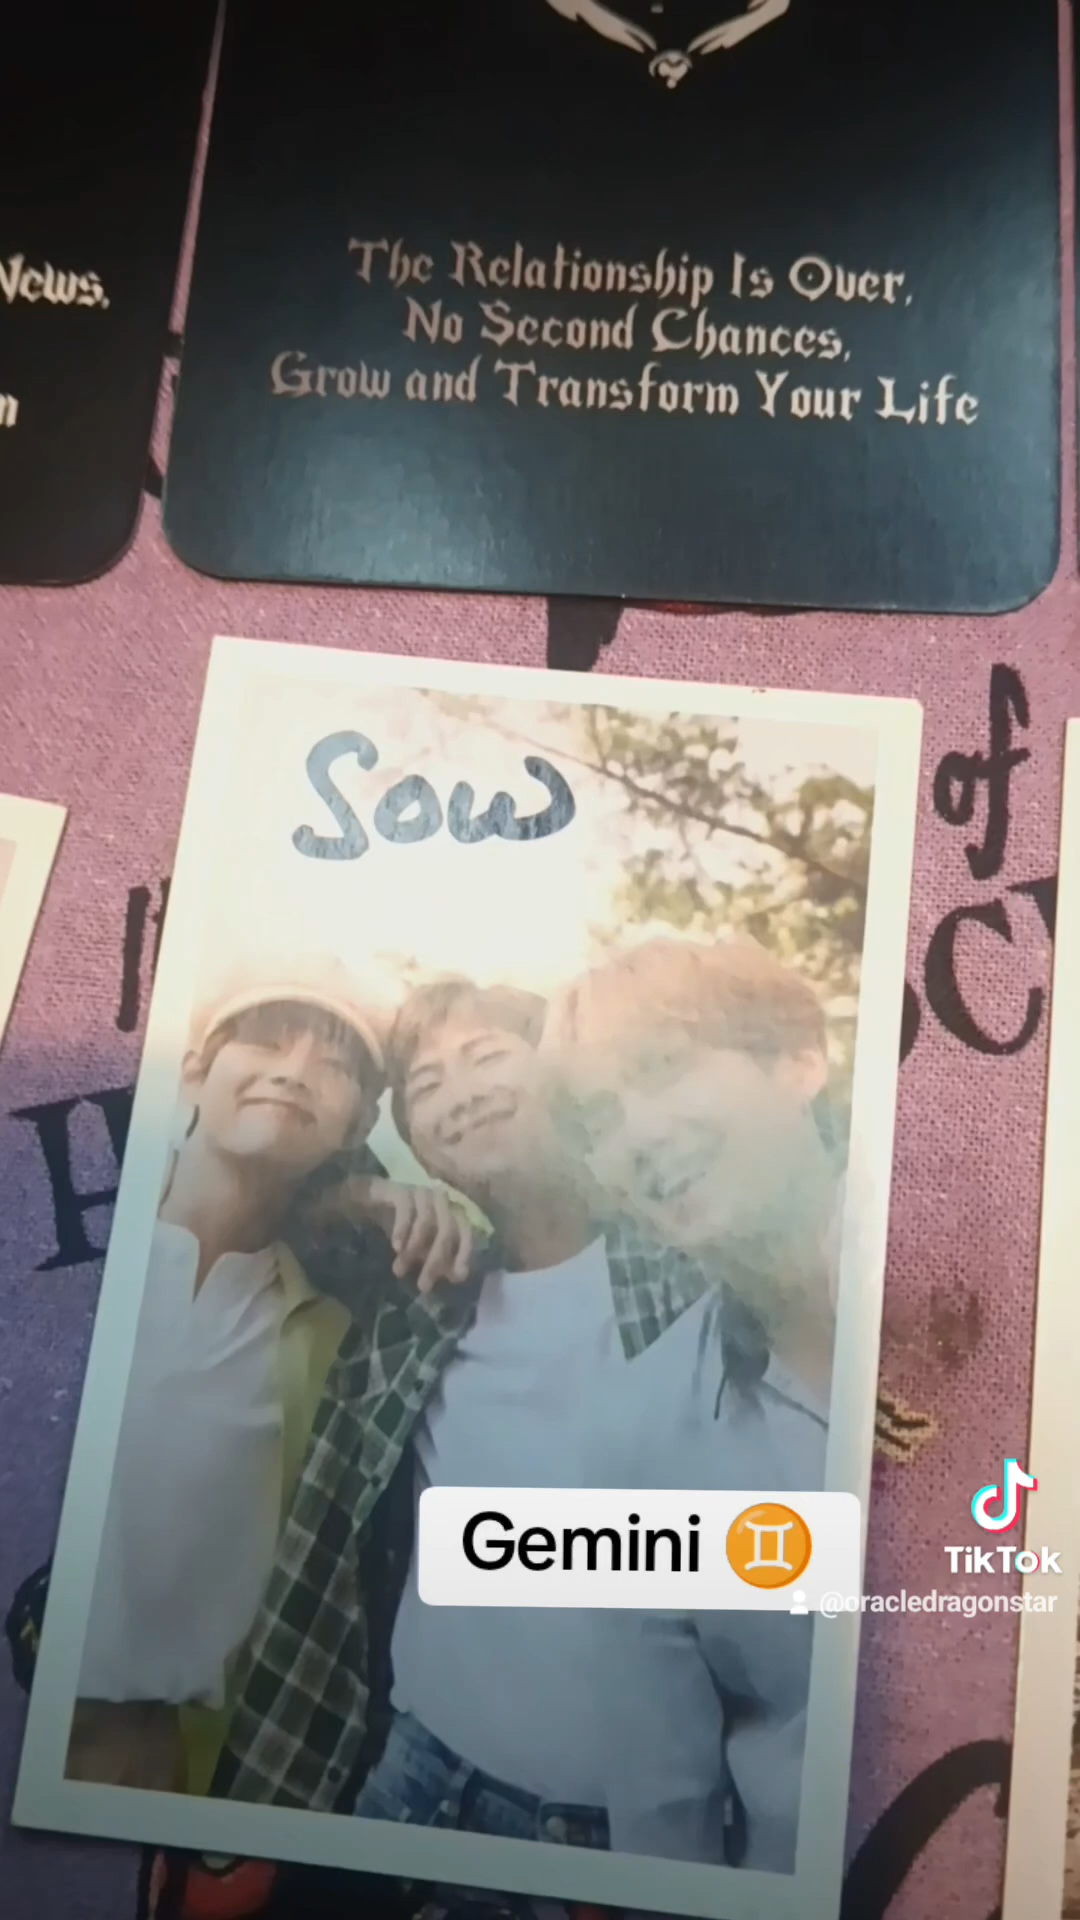 News,
The Relationship Is Over,
No Second Chances,
Grow and Transform Your Life
Sow
of
Gemini ♊
TikTok
@oracledragonstar